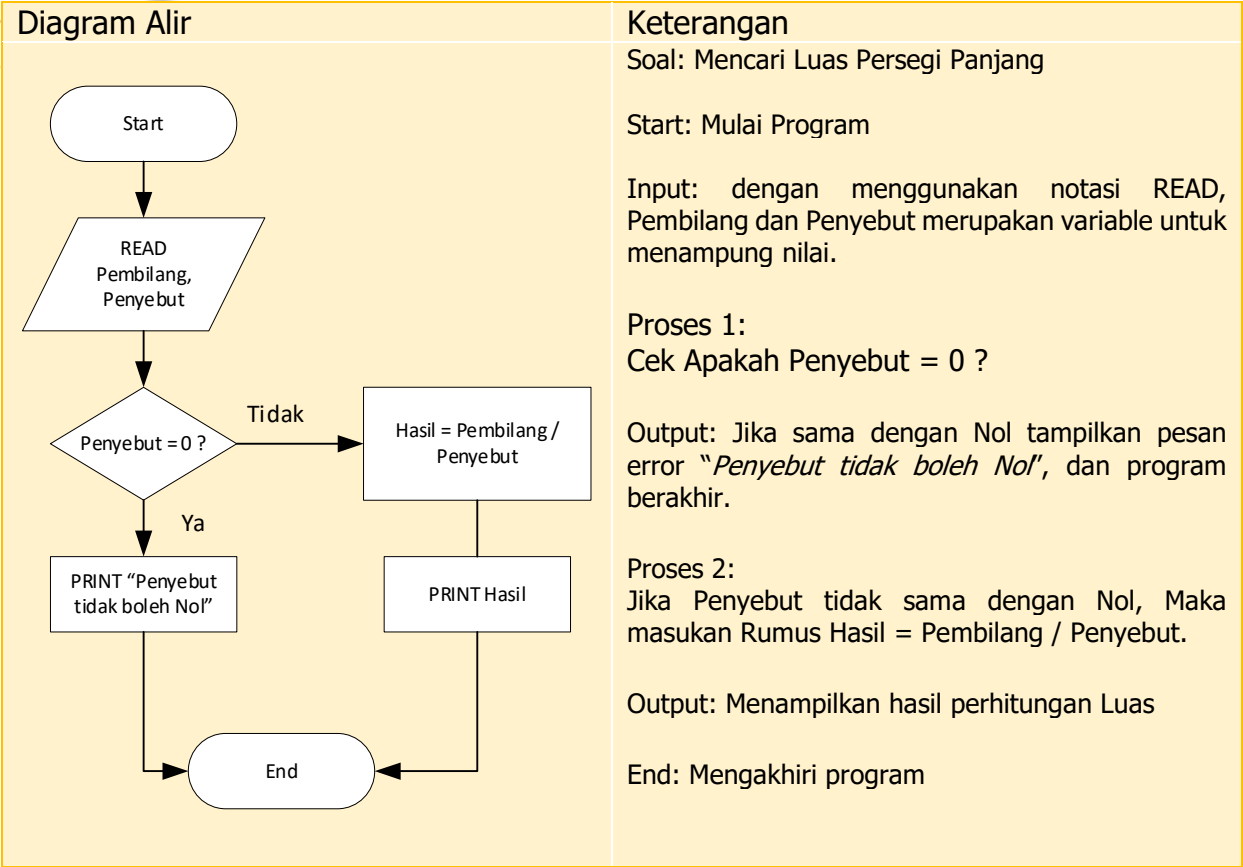 Diagram Alir
Keterangan
Start
READ
Pembilang,
Penyebut
Penyebut = 0 ?
Tidak
Hasil = Pembilang /
Penyebut
Ya
PRINT “Penyebut
tidak boleh Nol”
PRINT Hasil
End
Soal: Mencari Luas Persegi Panjang
Start: Mulai Program
Input: dengan menggunakan notasi READ,
Pembilang dan Penyebut merupakan variable untuk
menampung nilai.
Proses 1:
Cek Apakah Penyebut = 0 ?
Output: Jika sama dengan Nol tampilkan pesan
error “Penyebut tidak boleh Nol”, dan program
berakhir.
Proses 2:
Jika Penyebut tidak sama dengan Nol, Maka
masukan Rumus Hasil = Pembilang / Penyebut.
Output: Menampilkan hasil perhitungan Luas
End: Mengakhiri program